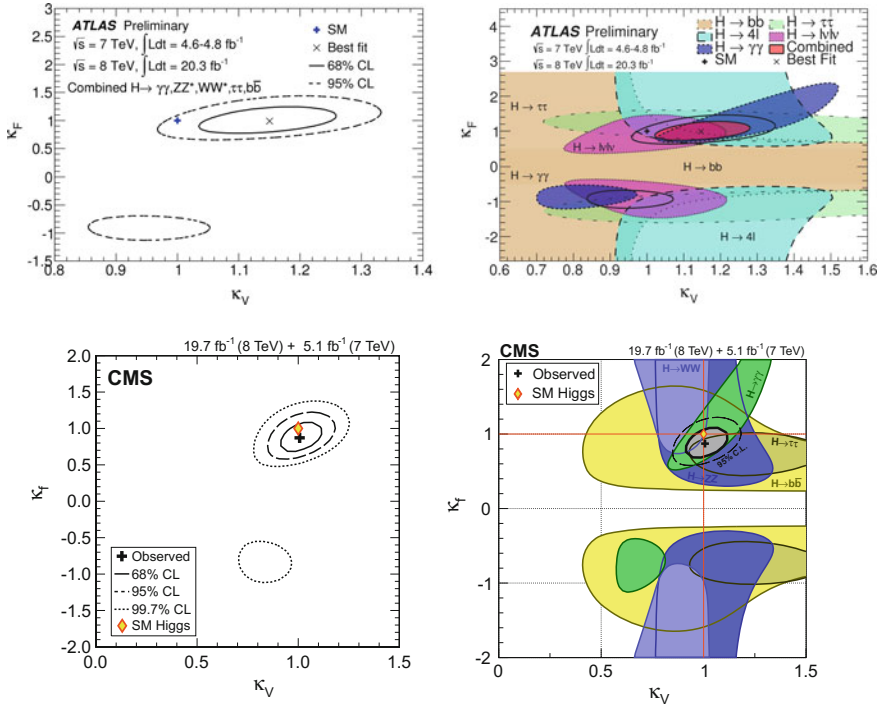 ATLAS Preliminary
√s = 7 TeV, ∫Ldt = 4.6-4.8 fb⁻¹
√s = 8 TeV, ∫Ldt = 20.3 fb⁻¹
Combined H→ γγ,ZZ*,WW*,ττ,bb̄
SM
Best fit
68% CL
95% CL
κF
3
2.5
2
1.5
1
0.5
0
-0.5
-1
-1.5
0.8 0.9 1 1.1 1.2 1.3 1.4
κV
ATLAS Preliminary
√s = 7 TeV ∫Ldt = 4.6-4.8 fb⁻¹
√s = 8 TeV ∫Ldt = 20.3 fb⁻¹
H → bb
H → ττ
H → 4l
H → lνlν
H → γγ
Combined
SM
Best Fit
κF
4
3
2
1
0
-1
-2
H → ττ
H → lνlν
H → bb
H → γγ
H → 4l
0.6 0.7 0.8 0.9 1 1.1 1.2 1.3 1.4 1.5 1.6
κV
19.7 fb⁻¹ (8 TeV) + 5.1 fb⁻¹ (7 TeV)
CMS
κf
2.0
1.5
1.0
0.5
0.0
-0.5
-1.0
-1.5
-2.0
Observed
68% CL
95% CL
99.7% CL
SM Higgs
0.0 0.5 1.0 1.5
κV
CMS
19.7 fb⁻¹ (8 TeV) + 5.1 fb⁻¹ (7 TeV)
Observed
SM Higgs
κf
2
1
0
-1
-2
H→WW
H→γγ
H→ττ
95% C.L.
H→ZZ
H→bb̄
0 0.5 1 1.5
κV